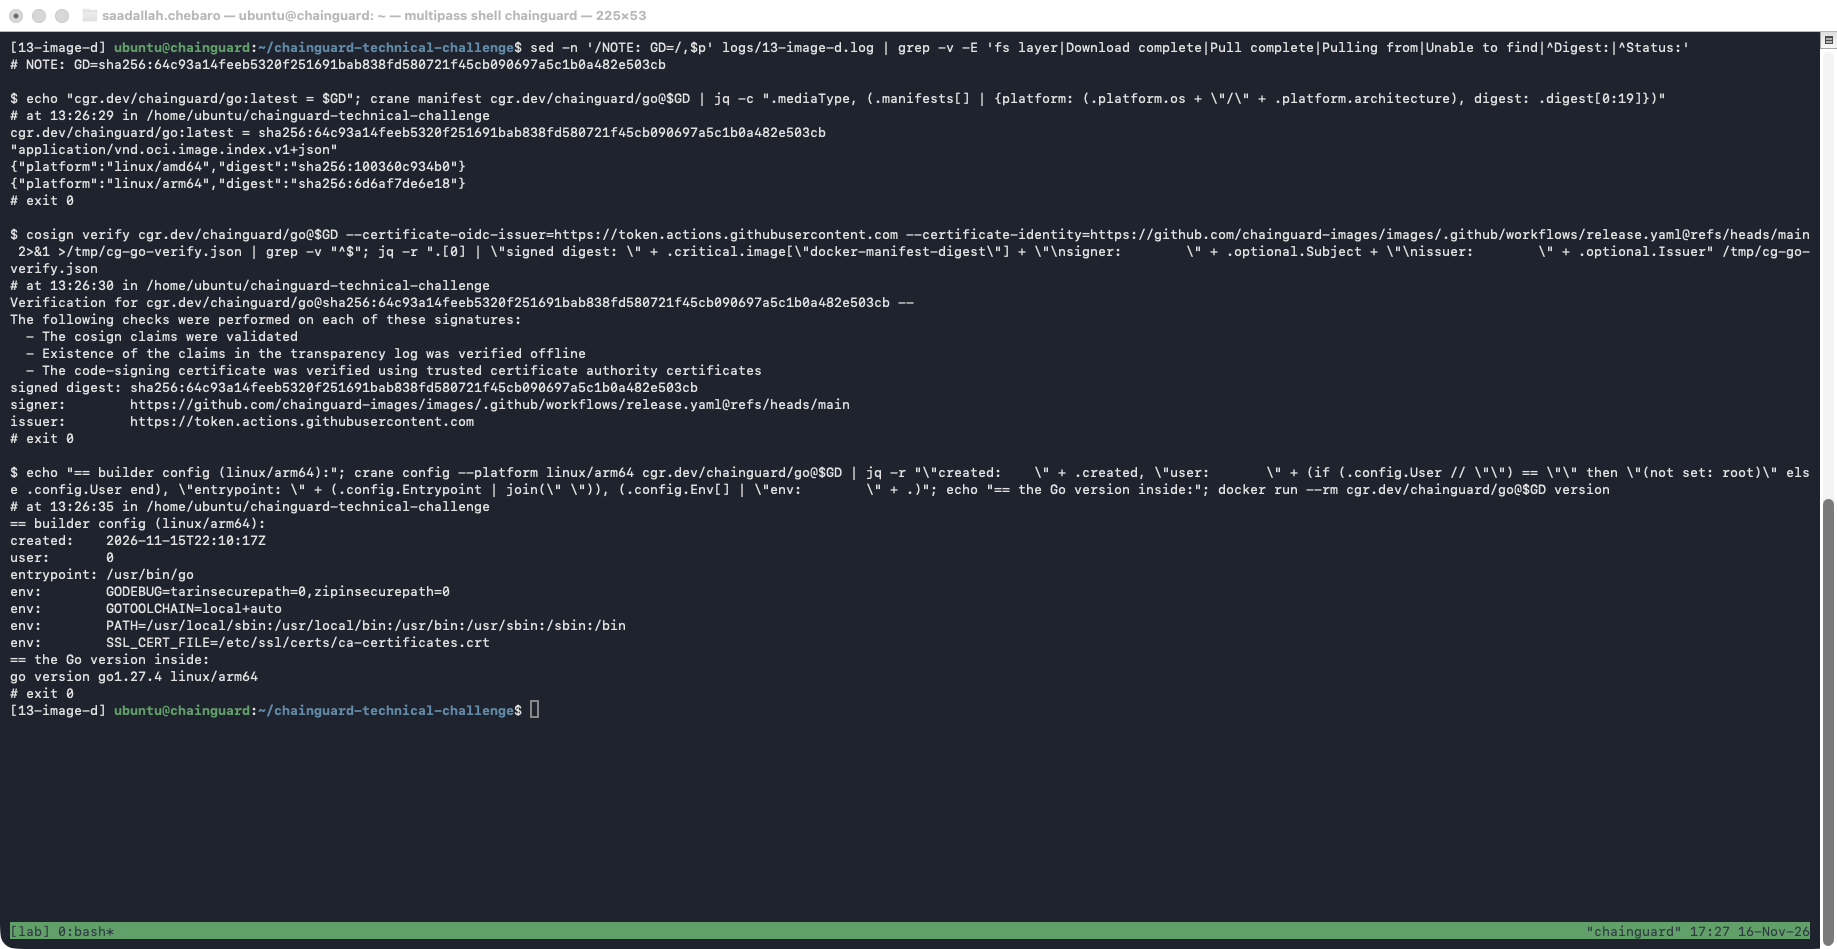 saadallah.chebaro — ubuntu@chainguard: ~ — multipass shell chainguard — 225×53
[13-image-d] ubuntu@chainguard:~/chainguard-technical-challenge$ sed -n '/NOTE: GD=/,$p' logs/13-image-d.log | grep -v -E 'fs layer|Download complete|Pull complete|Pulling from|Unable to find|^Digest:|^Status:'
# NOTE: GD=sha256:64c93a14feeb5320f251691bab838fd580721f45cb090697a5c1b0a482e503cb
$ echo "cgr.dev/chainguard/go:latest = $GD"; crane manifest cgr.dev/chainguard/go@$GD | jq -c ".mediaType, (.manifests[] | {platform: (.platform.os + \"/\" + .platform.architecture), digest: .digest[0:19]})"
# at 13:26:29 in /home/ubuntu/chainguard-technical-challenge
cgr.dev/chainguard/go:latest = sha256:64c93a14feeb5320f251691bab838fd580721f45cb090697a5c1b0a482e503cb
"application/vnd.oci.image.index.v1+json"
{"platform":"linux/amd64","digest":"sha256:100360c934b0"}
{"platform":"linux/arm64","digest":"sha256:6d6af7de6e18"}
# exit 0
$ cosign verify cgr.dev/chainguard/go@$GD --certificate-oidc-issuer=https://token.actions.githubusercontent.com --certificate-identity=https://github.com/chainguard-images/images/.github/workflows/release.yaml@refs/heads/main
 2>&1 >/tmp/cg-go-verify.json | grep -v "^$"; jq -r ".[0] | \"signed digest: \" + .critical.image[\"docker-manifest-digest\"] + \"\nsigner:        \" + .optional.Subject + \"\nissuer:        \" + .optional.Issuer" /tmp/cg-go-
verify.json
# at 13:26:30 in /home/ubuntu/chainguard-technical-challenge
Verification for cgr.dev/chainguard/go@sha256:64c93a14feeb5320f251691bab838fd580721f45cb090697a5c1b0a482e503cb --
The following checks were performed on each of these signatures:
  - The cosign claims were validated
  - Existence of the claims in the transparency log was verified offline
  - The code-signing certificate was verified using trusted certificate authority certificates
signed digest: sha256:64c93a14feeb5320f251691bab838fd580721f45cb090697a5c1b0a482e503cb
signer:        https://github.com/chainguard-images/images/.github/workflows/release.yaml@refs/heads/main
issuer:        https://token.actions.githubusercontent.com
# exit 0
$ echo "== builder config (linux/arm64):"; crane config --platform linux/arm64 cgr.dev/chainguard/go@$GD | jq -r "\"created:    \" + .created, \"user:       \" + (if (.config.User // \"\") == \"\" then \"(not set: root)\" els
e .config.User end), \"entrypoint: \" + (.config.Entrypoint | join(\" \")), (.config.Env[] | \"env:        \" + .)"; echo "== the Go version inside:"; docker run --rm cgr.dev/chainguard/go@$GD version
# at 13:26:35 in /home/ubuntu/chainguard-technical-challenge
== builder config (linux/arm64):
created:    2026-11-15T22:10:17Z
user:       0
entrypoint: /usr/bin/go
env:        GODEBUG=tarinsecurepath=0,zipinsecurepath=0
env:        GOTOOLCHAIN=local+auto
env:        PATH=/usr/local/sbin:/usr/local/bin:/usr/bin:/usr/sbin:/sbin:/bin
env:        SSL_CERT_FILE=/etc/ssl/certs/ca-certificates.crt
== the Go version inside:
go version go1.27.4 linux/arm64
# exit 0
[13-image-d] ubuntu@chainguard:~/chainguard-technical-challenge$
[lab] 0:bash* "chainguard" 17:27 16-Nov-26